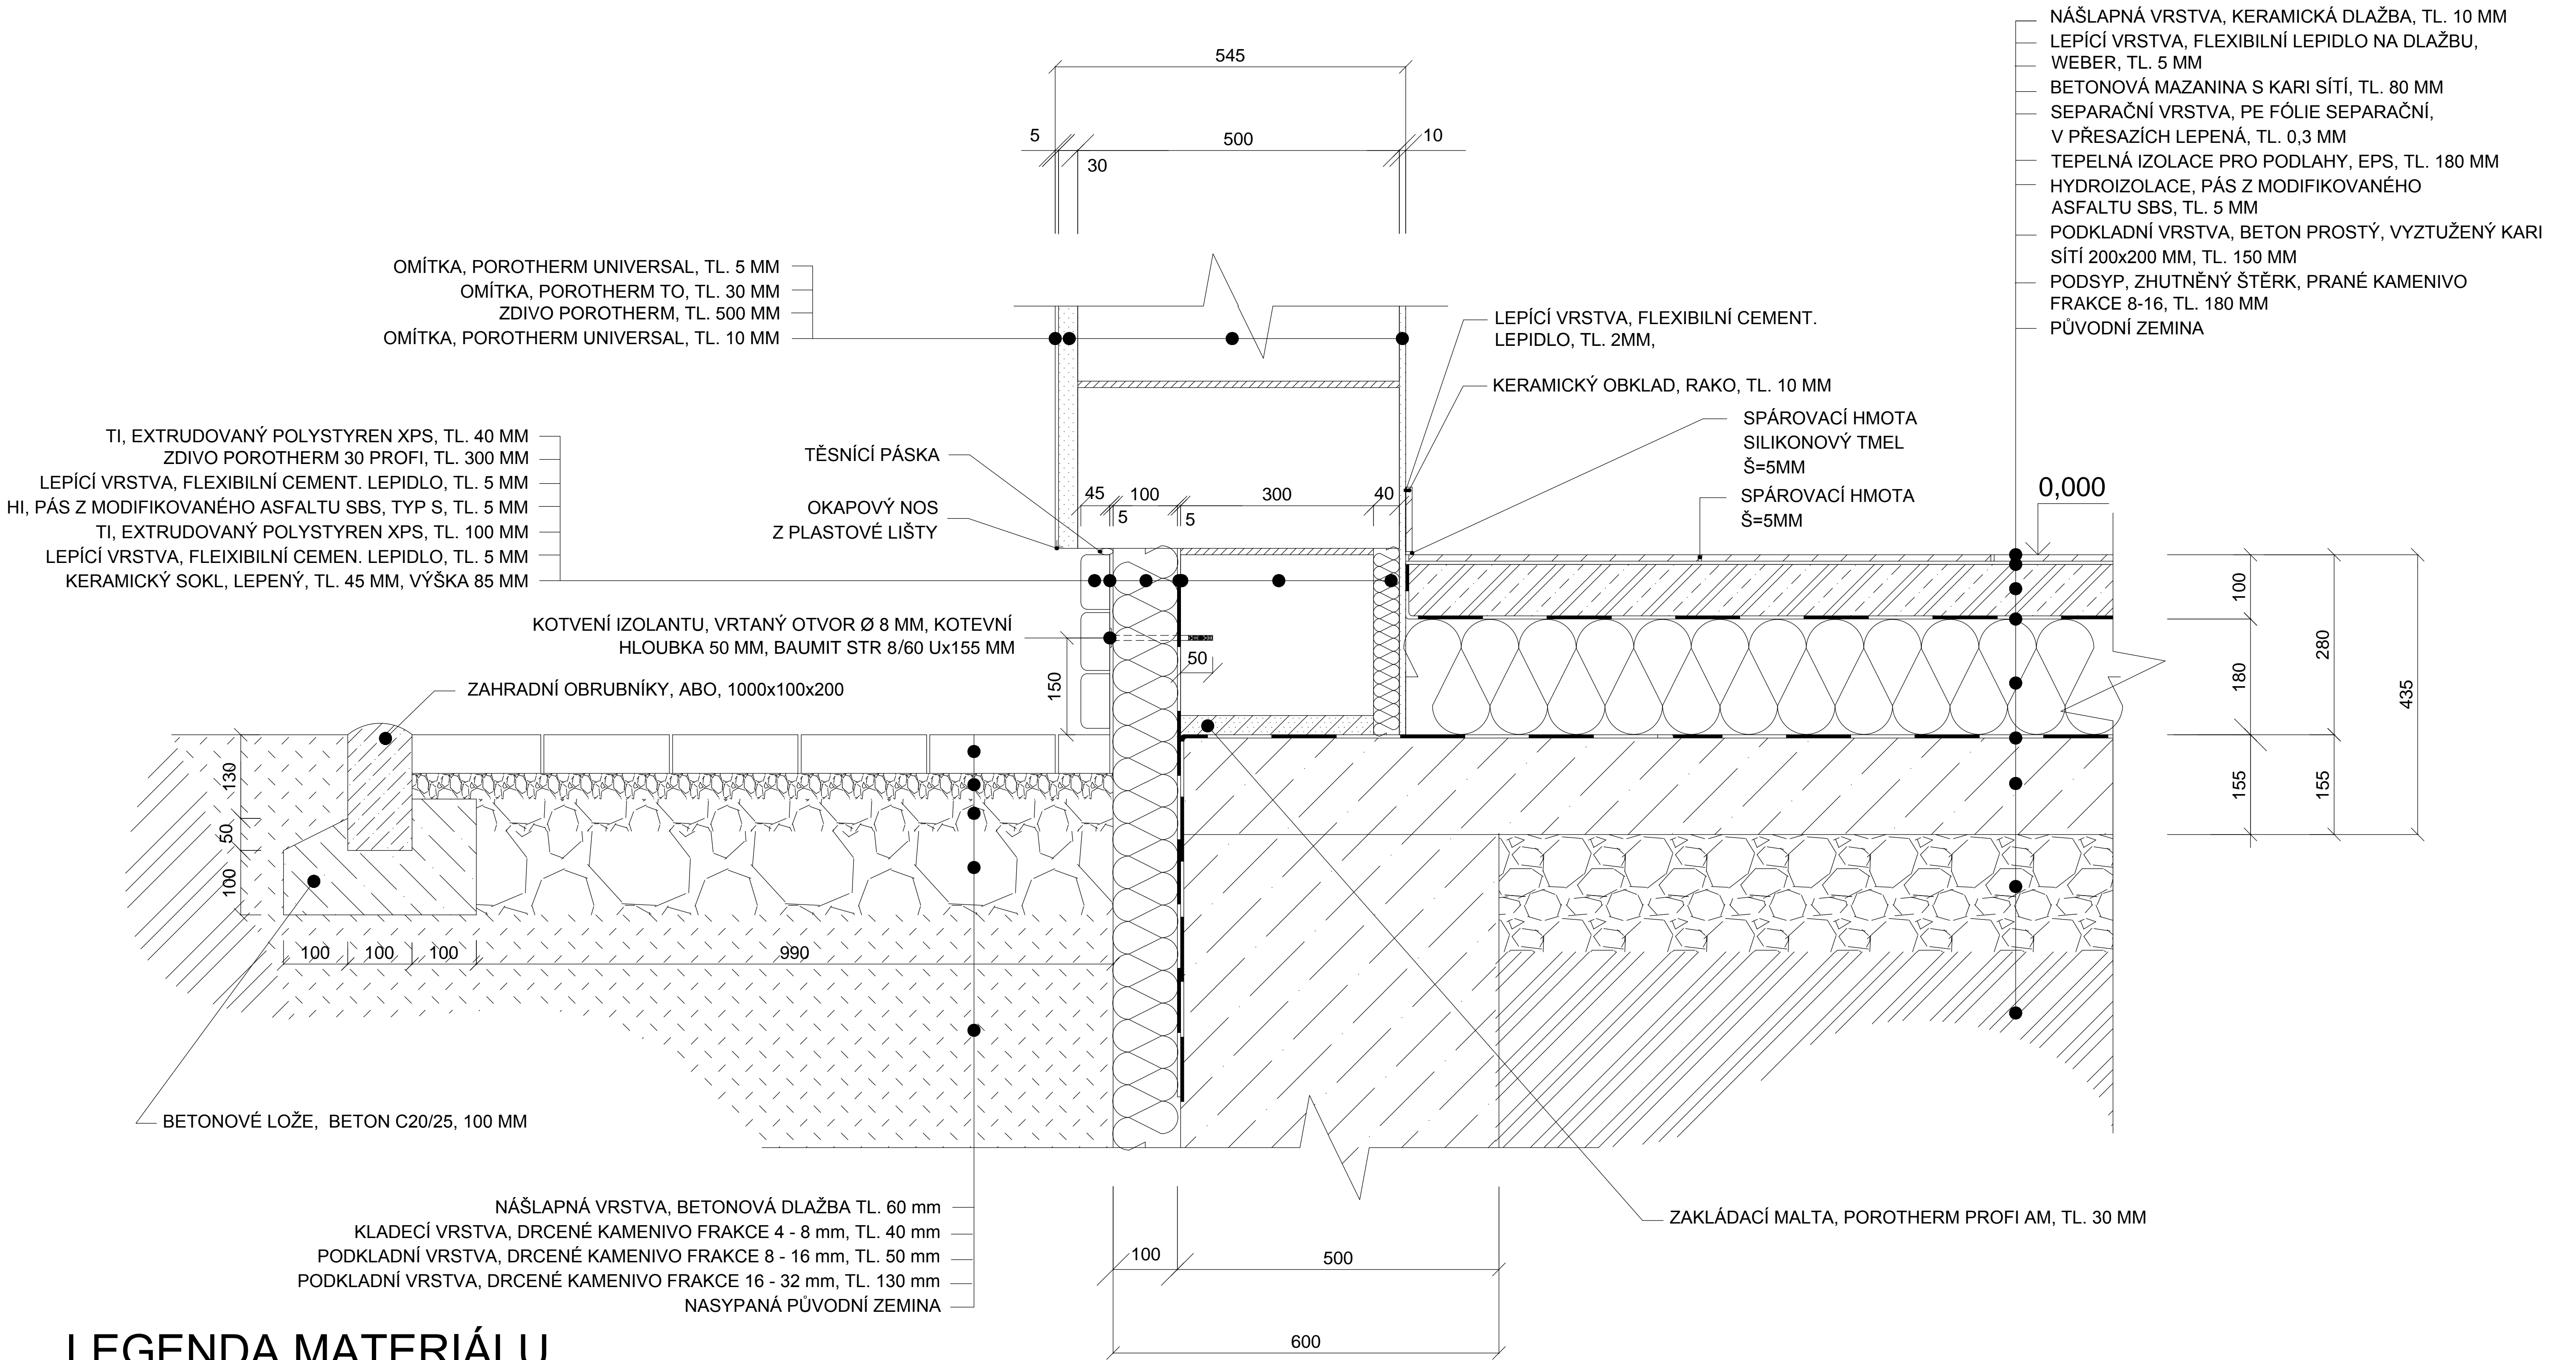 NÁŠLAPNÁ VRSTVA, KERAMICKÁ DLAŽBA, TL. 10 MM
LEPÍCÍ VRSTVA, FLEXIBILNÍ LEPIDLO NA DLAŽBU,
WEBER, TL. 5 MM
BETONOVÁ MAZANINA S KARI SÍTÍ, TL. 80 MM
SEPARAČNÍ VRSTVA, PE FÓLIE SEPARAČNÍ,
V PŘESAZÍCH LEPENÁ, TL. 0,3 MM
TEPELNÁ IZOLACE PRO PODLAHY, EPS, TL. 180 MM
HYDROIZOLACE, PÁS Z MODIFIKOVANÉHO
ASFALTU SBS, TL. 5 MM
PODKLADNÍ VRSTVA, BETON PROSTÝ, VYZTUŽENÝ KARI
SÍTÍ 200x200 MM, TL. 150 MM
PODSYP, ZHUTNĚNÝ ŠTĚRK, PRANÉ KAMENIVO
FRAKCE 8-16, TL. 180 MM
PŮVODNÍ ZEMINA
545
5
30
500
10
OMÍTKA, POROTHERM UNIVERSAL, TL. 5 MM
OMÍTKA, POROTHERM TO, TL. 30 MM
ZDIVO POROTHERM, TL. 500 MM
OMÍTKA, POROTHERM UNIVERSAL, TL. 10 MM
LEPÍCÍ VRSTVA, FLEXIBILNÍ CEMENT.
LEPIDLO, TL. 2MM,
KERAMICKÝ OBKLAD, RAKO, TL. 10 MM
SPÁROVACÍ HMOTA
SILIKONOVÝ TMEL
Š=5MM
SPÁROVACÍ HMOTA
Š=5MM
0,000
TI, EXTRUDOVANÝ POLYSTYREN XPS, TL. 40 MM
ZDIVO POROTHERM 30 PROFI, TL. 300 MM
LEPÍCÍ VRSTVA, FLEXIBILNÍ CEMENT. LEPIDLO, TL. 5 MM
HI, PÁS Z MODIFIKOVANÉHO ASFALTU SBS, TYP S, TL. 5 MM
TI, EXTRUDOVANÝ POLYSTYREN XPS, TL. 100 MM
LEPÍCÍ VRSTVA, FLEIXIBILNÍ CEMEN. LEPIDLO, TL. 5 MM
KERAMICKÝ SOKL, LEPENÝ, TL. 45 MM, VÝŠKA 85 MM
TĚSNÍCÍ PÁSKA
OKAPOVÝ NOS
Z PLASTOVÉ LIŠTY
45
5
100
5
300
40
KOTVENÍ IZOLANTU, VRTANÝ OTVOR Ø 8 MM, KOTEVNÍ
HLOUBKA 50 MM, BAUMIT STR 8/60 Ux155 MM
50
150
ZAHRADNÍ OBRUBNÍKY, ABO, 1000x100x200
100
180
155
280
155
435
130
50
100
100
100
100
990
BETONOVÉ LOŽE, BETON C20/25, 100 MM
NÁŠLAPNÁ VRSTVA, BETONOVÁ DLAŽBA TL. 60 mm
KLADECÍ VRSTVA, DRCENÉ KAMENIVO FRAKCE 4 - 8 mm, TL. 40 mm
PODKLADNÍ VRSTVA, DRCENÉ KAMENIVO FRAKCE 8 - 16 mm, TL. 50 mm
PODKLADNÍ VRSTVA, DRCENÉ KAMENIVO FRAKCE 16 - 32 mm, TL. 130 mm
NASYPANÁ PŮVODNÍ ZEMINA
ZAKLÁDACÍ MALTA, POROTHERM PROFI AM, TL. 30 MM
100
500
600
LEGENDA MATERIÁLU